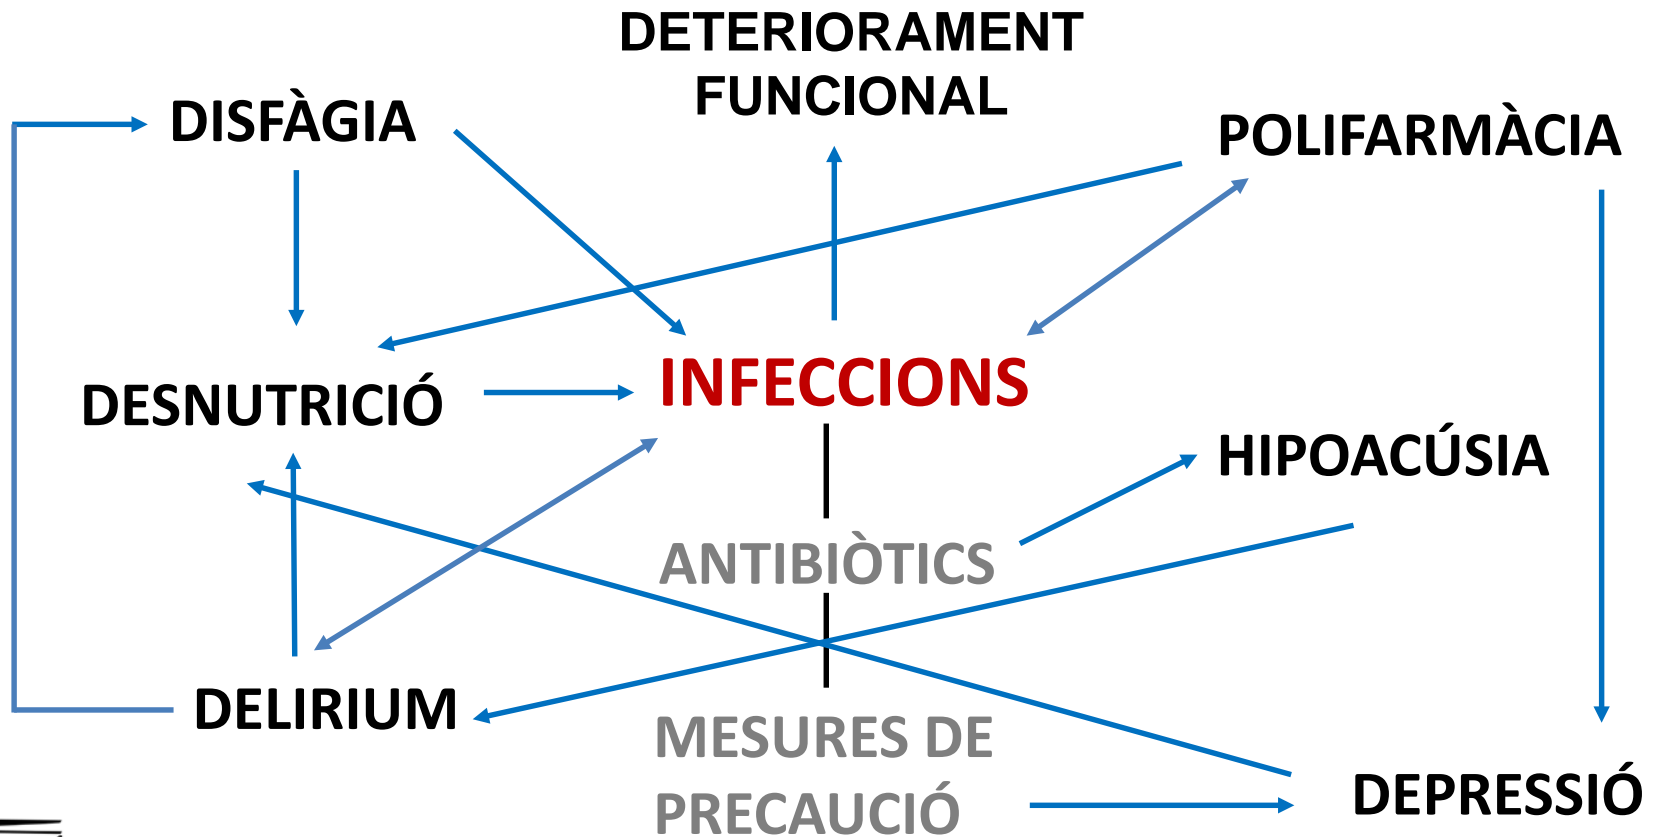 DETERIORAMENT
FUNCIONAL
DISFÀGIA
POLIFARMÀCIA
INFECCIONS
DESNUTRICIÓ
HIPOACÚSIA
ANTIBIÒTICS
DELIRIUM
MESURES DE
PRECAUCIÓ
DEPRESSIÓ